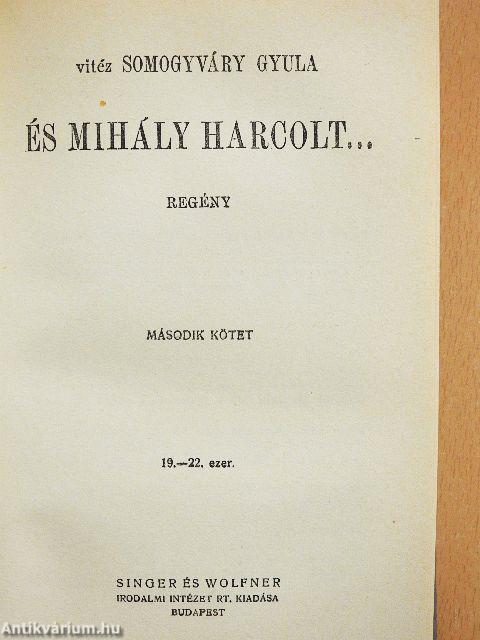 vitéz SOMOGYVÁRY GYULA
ÉS MIHÁLY HARCOLT...
REGÉNY
MÁSODIK KÖTET
19.—22. ezer.
SINGER ÉS WOLFNER
IRODALMI INTÉZET RT. KIADÁSA
BUDAPEST
Antikvárium.hu